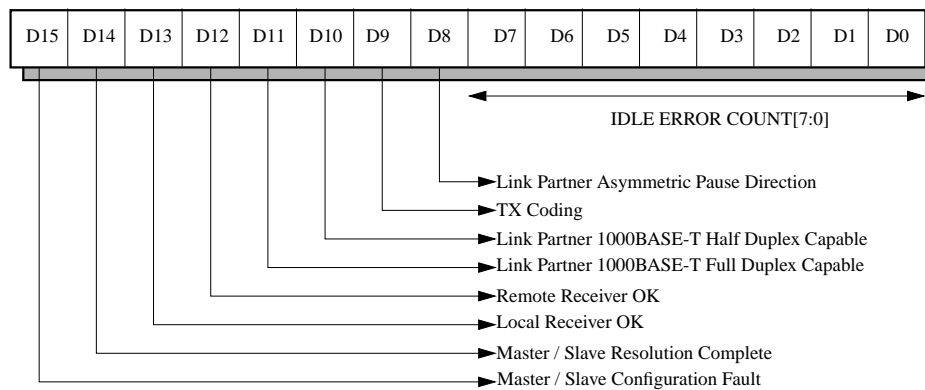 D15 D14 D13 D12 D11 D10 D9 D8 D7 D6 D5 D4 D3 D2 D1 D0
IDLE ERROR COUNT[7:0]
Link Partner Asymmetric Pause Direction
TX Coding
Link Partner 1000BASE-T Half Duplex Capable
Link Partner 1000BASE-T Full Duplex Capable
Remote Receiver OK
Local Receiver OK
Master / Slave Resolution Complete
Master / Slave Configuration Fault